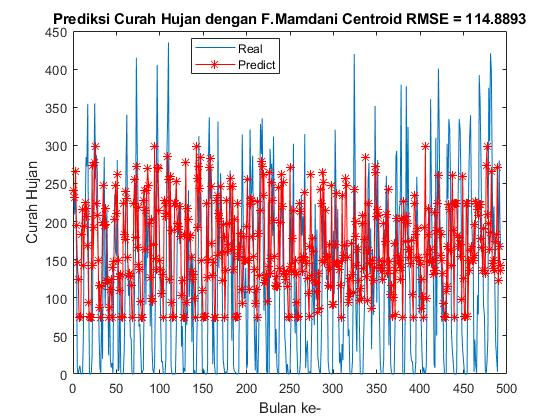 Prediksi Curah Hujan dengan F.Mamdani Centroid RMSE = 114.8893
450
400
350
300
250
200
150
100
50
0
Curah Hujan
Real
Predict
0 50 100 150 200 250 300 350 400 450 500
Bulan ke-